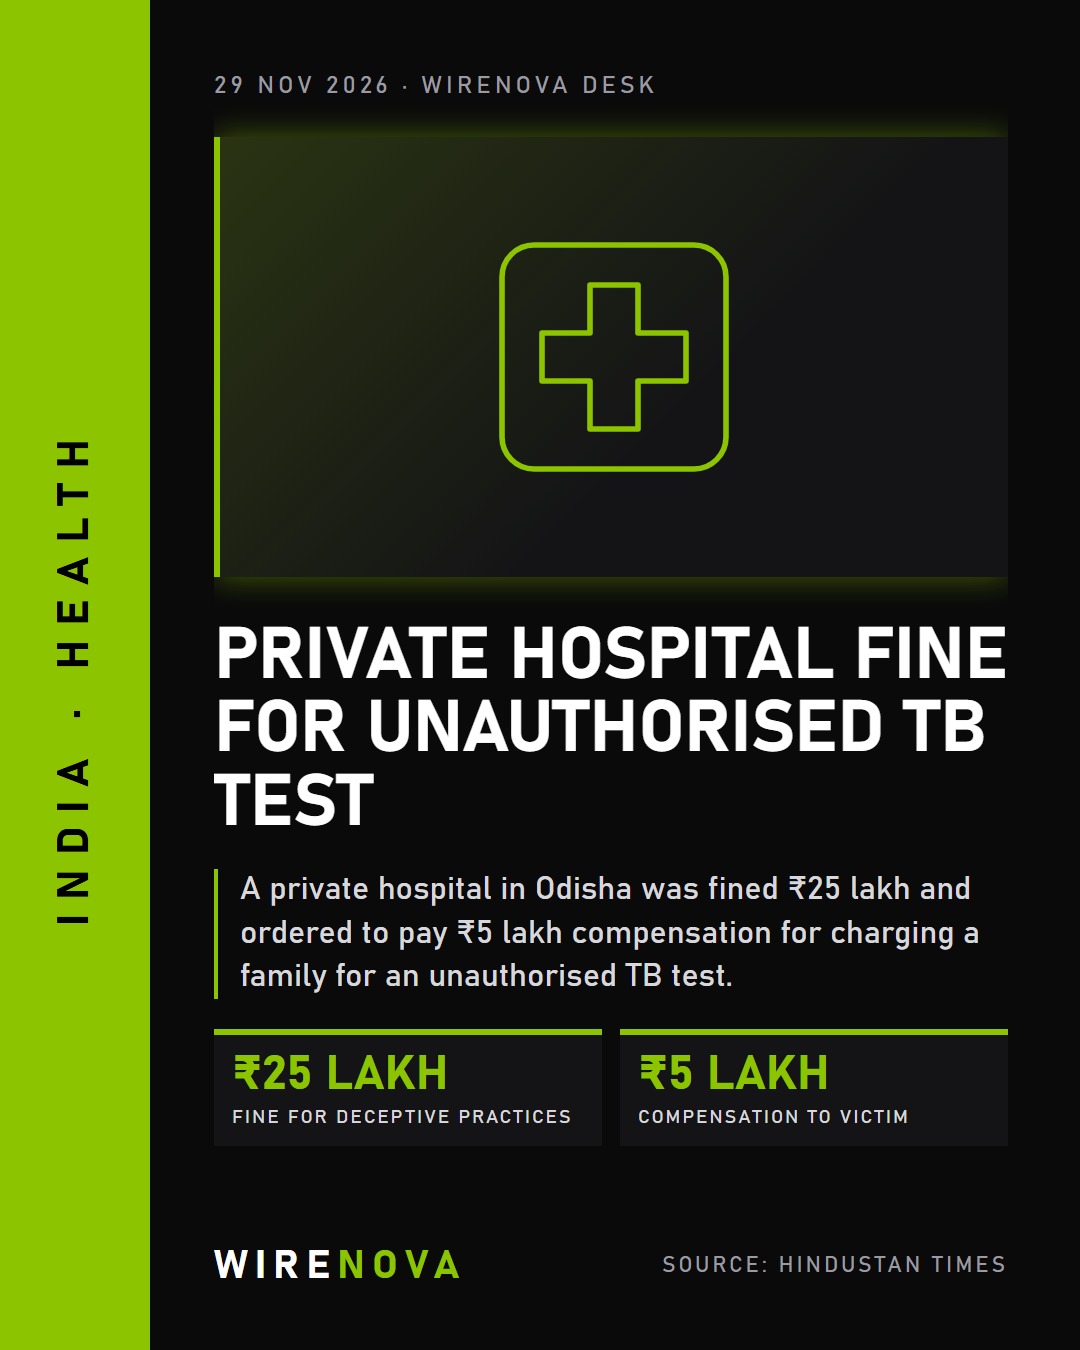 29 NOV 2026 · WIRENOVA DESK
INDIA · HEALTH
PRIVATE HOSPITAL FINE
FOR UNAUTHORISED TB
TEST
A private hospital in Odisha was fined ₹25 lakh and
ordered to pay ₹5 lakh compensation for charging a
family for an unauthorised TB test.
₹25 LAKH
FINE FOR DECEPTIVE PRACTICES
₹5 LAKH
COMPENSATION TO VICTIM
WIRENOVA
SOURCE: HINDUSTAN TIMES